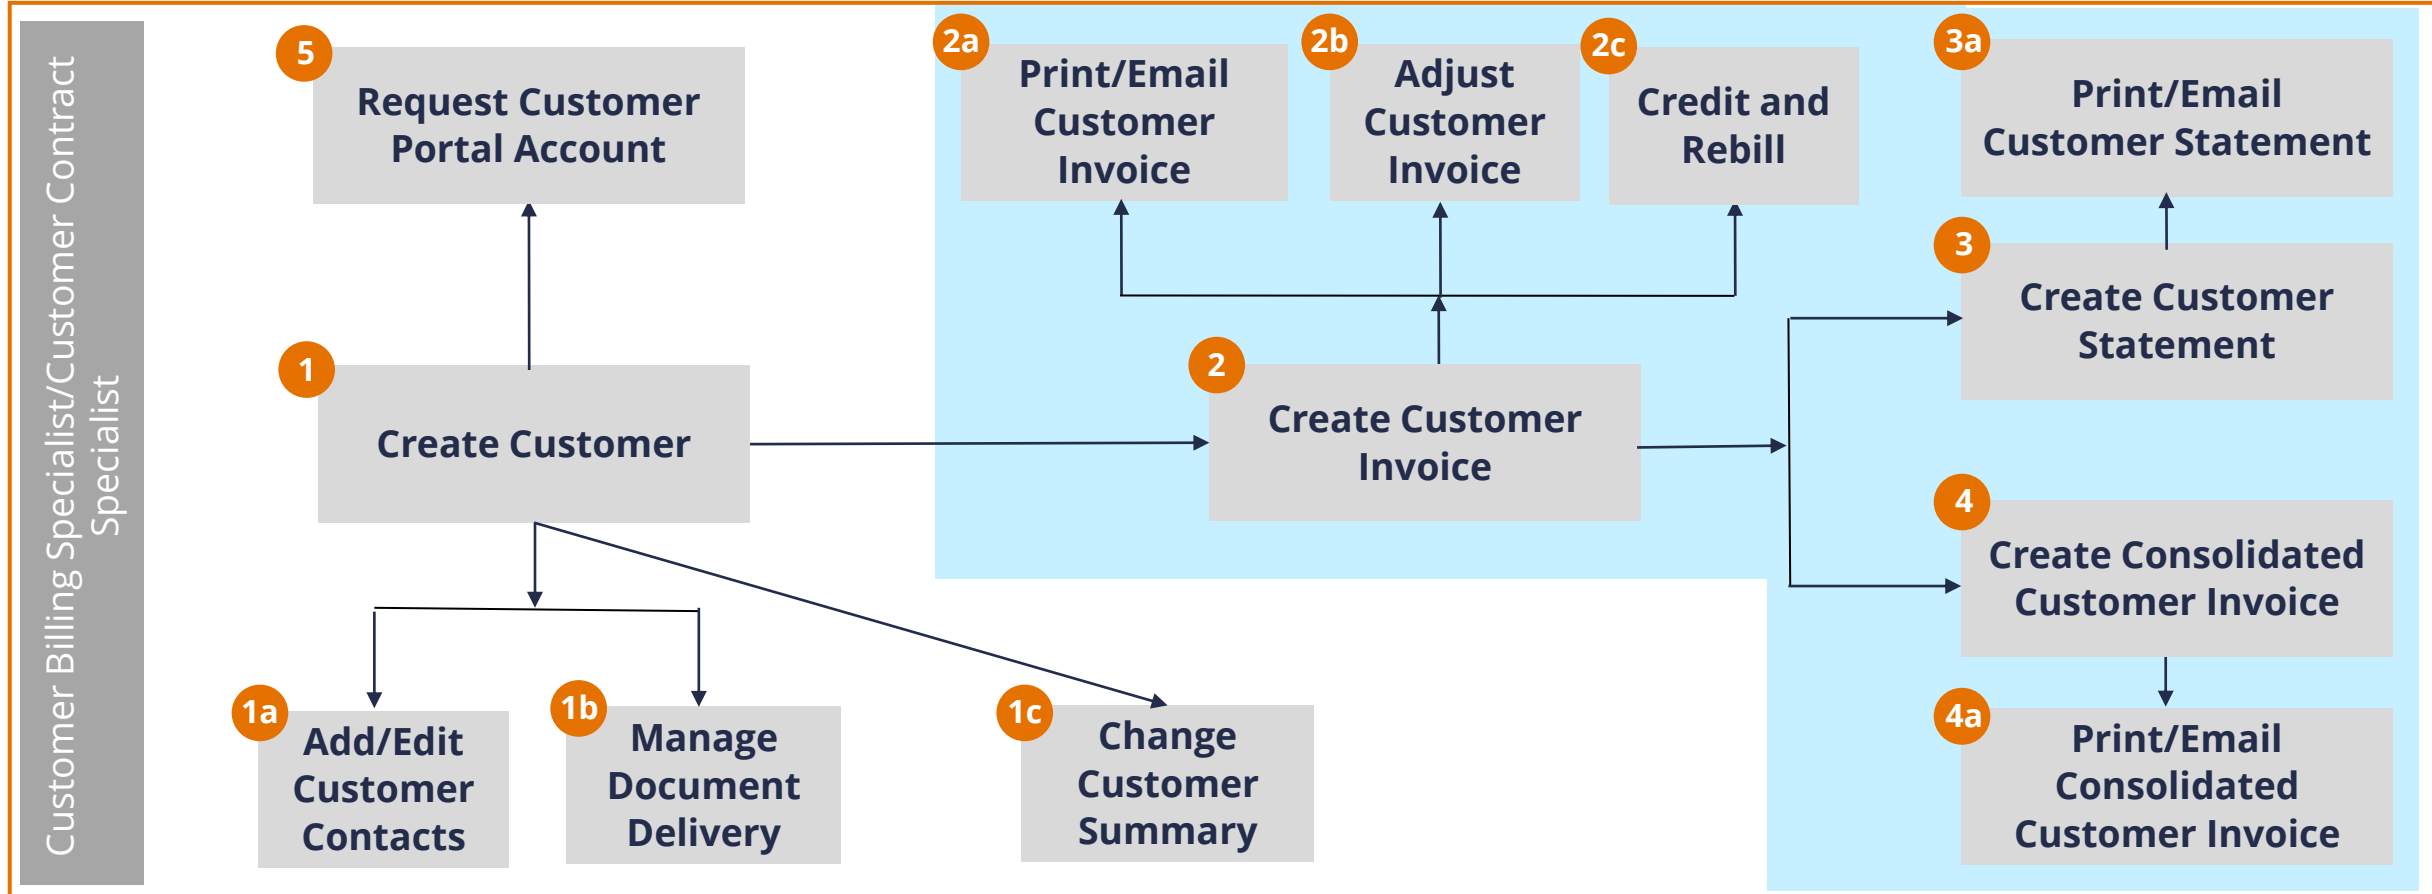 Customer Billing Specialist/Customer Contract
Specialist
5
Request Customer
Portal Account
2a
Print/Email
Customer
Invoice
2b
Adjust
Customer
Invoice
2c
Credit and
Rebill
3a
Print/Email
Customer Statement
3
Create Customer
Statement
1
Create Customer
2
Create Customer
Invoice
4
Create Consolidated
Customer Invoice
1a
Add/Edit
Customer
Contacts
1b
Manage
Document
Delivery
1c
Change
Customer
Summary
4a
Print/Email
Consolidated
Customer Invoice